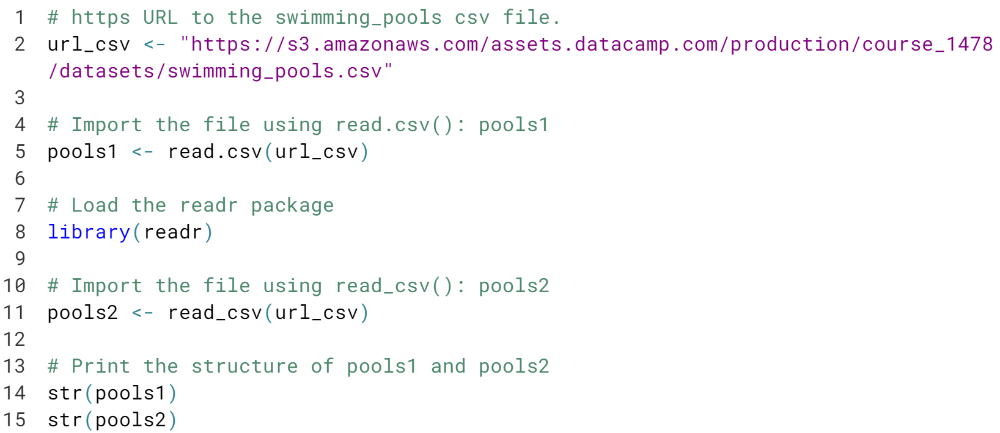 1 # https URL to the swimming_pools csv file.
2 url_csv <- "https://s3.amazonaws.com/assets.datacamp.com/production/course_1478
/datasets/swimming_pools.csv"
3
4 # Import the file using read.csv(): pools1
5 pools1 <- read.csv(url_csv)
6
7 # Load the readr package
8 library(readr)
9
10 # Import the file using read_csv(): pools2
11 pools2 <- read_csv(url_csv)
12
13 # Print the structure of pools1 and pools2
14 str(pools1)
15 str(pools2)